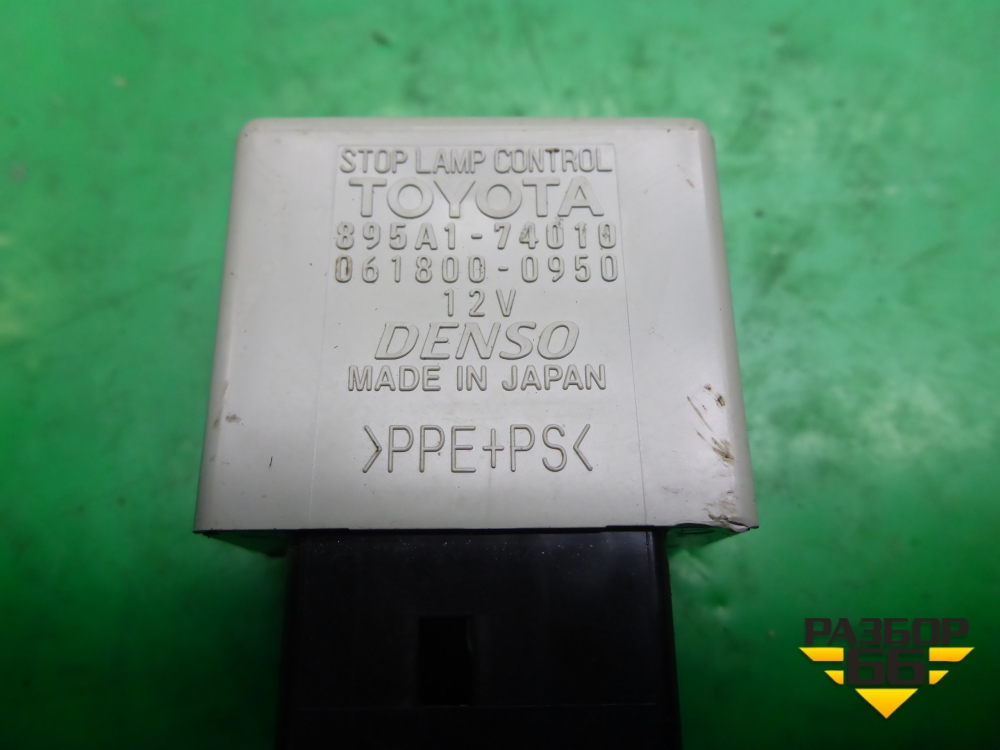 STOP LAMP CONTROL
TOYOTA
895A1-74010
061800-0950
12V
DENSO
MADE IN JAPAN
>PPE+PS<
РАЗБОР
66